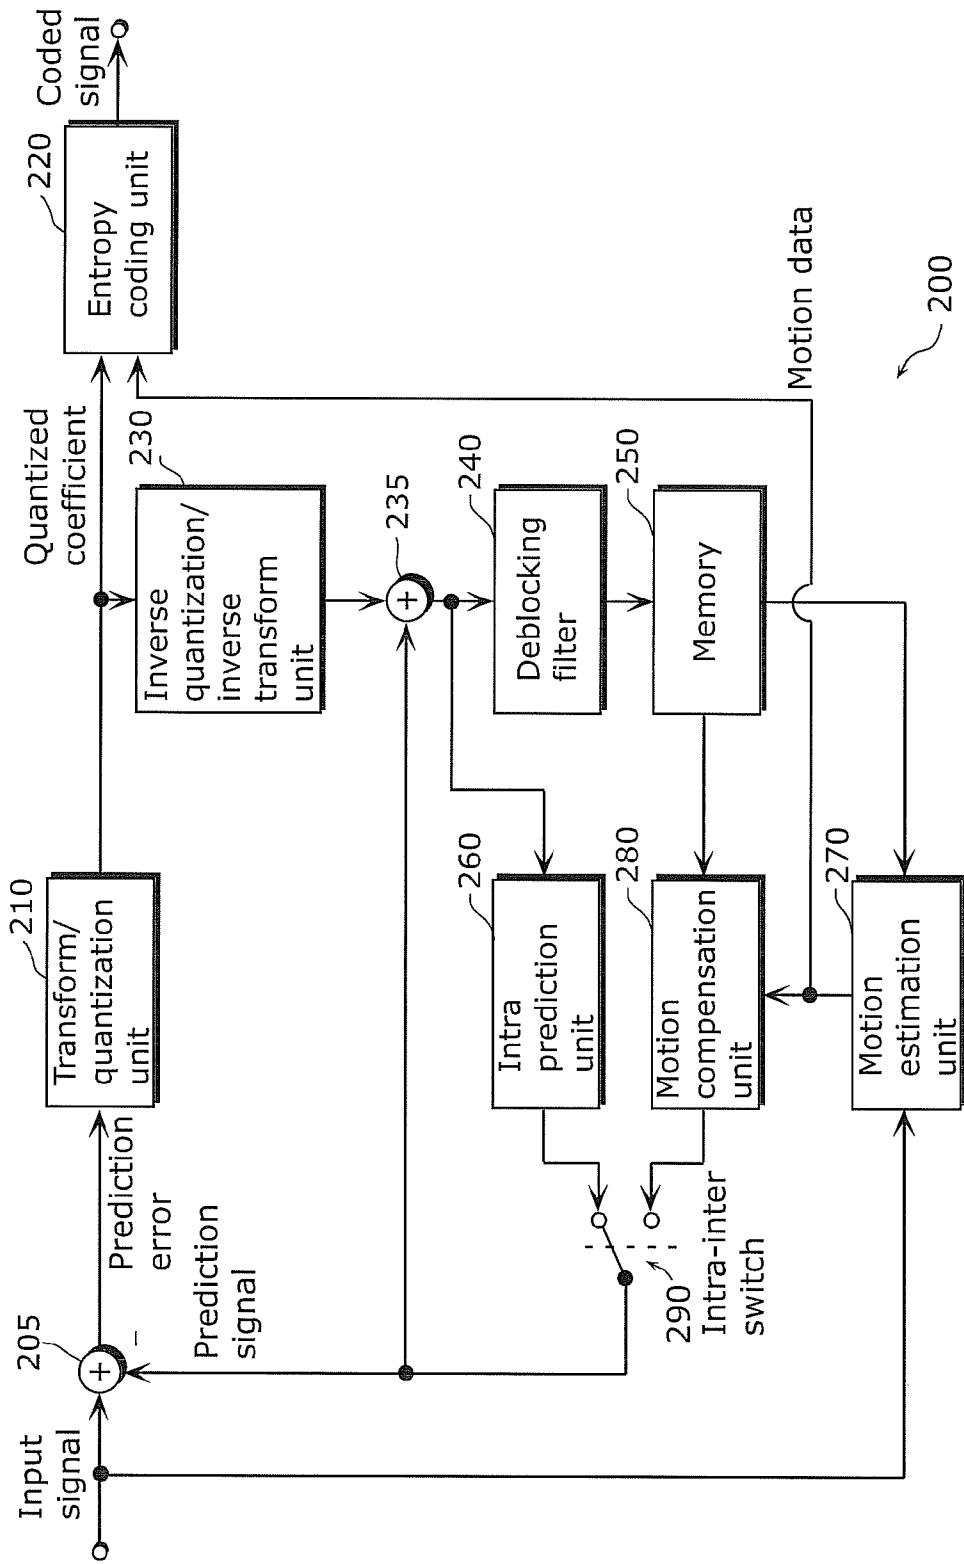 Input
signal
205
+
−
Prediction
error
Prediction
signal
210
Transform/
quantization
unit
Quantized
coefficient
220
Entropy
coding unit
Coded
signal
230
Inverse
quantization/
inverse
transform
unit
235
+
240
Deblocking
filter
250
Memory
260
Intra
prediction
unit
280
Motion
compensation
unit
270
Motion
estimation
unit
290
Intra-inter
switch
Motion data
200